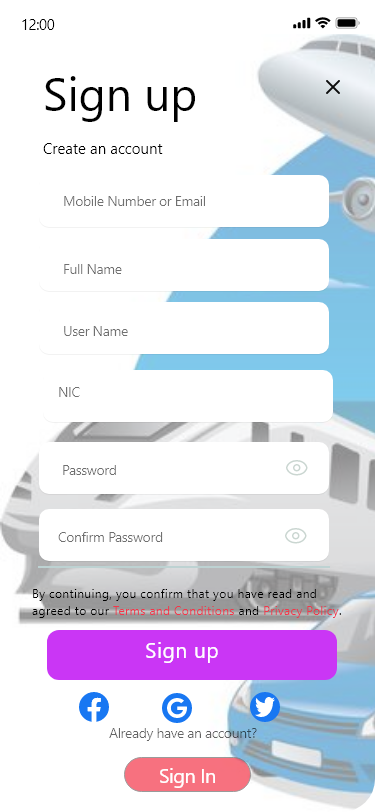 12:00
Sign up
Create an account
Mobile Number or Email
Full Name
User Name
NIC
Password
Confirm Password
By continuing, you confirm that you have read and
agreed to our Terms and Conditions and Privacy Policy.
Sign up
Already have an account?
Sign In